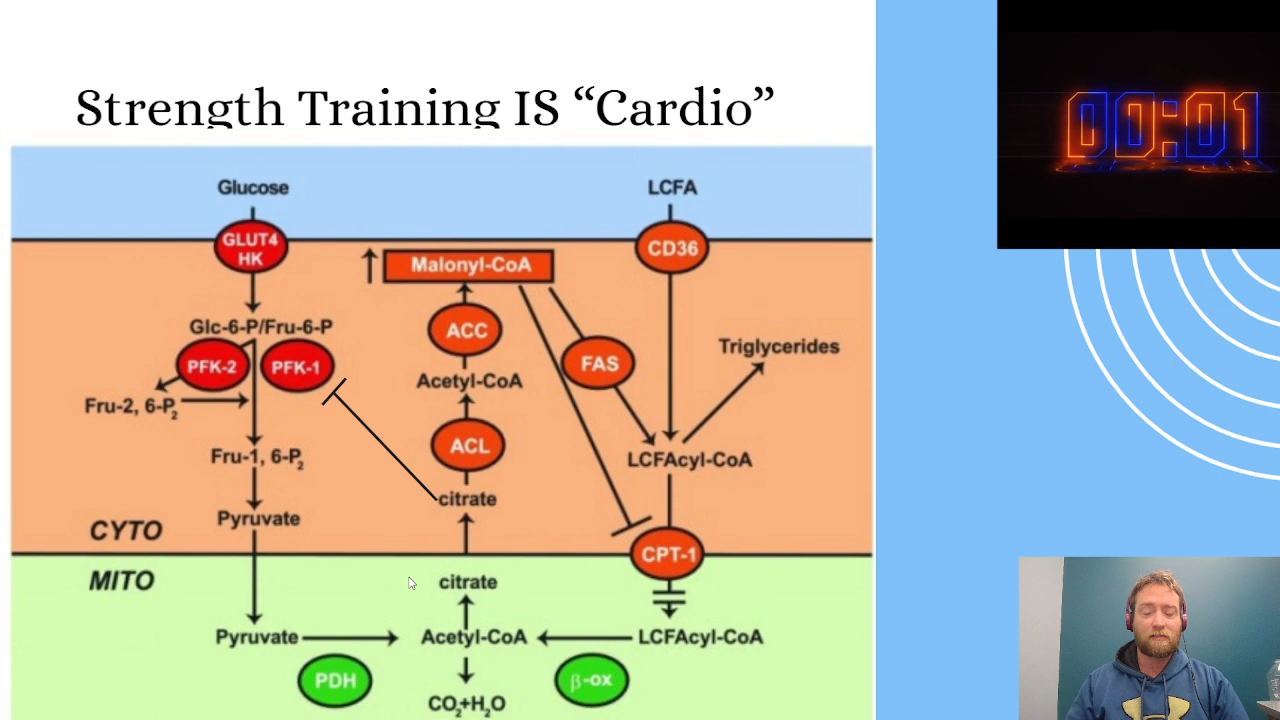 Strength Training IS “Cardio”
00:01
Glucose
LCFA
GLUT4
HK
Malonyl-CoA
CD36
Glc-6-P/Fru-6-P
ACC
PFK-2
PFK-1
FAS
Triglycerides
Acetyl-CoA
Fru-2, 6-P2
ACL
Fru-1, 6-P2
LCFAcyl-CoA
citrate
Pyruvate
CYTO
CPT-1
MITO
citrate
Pyruvate
Acetyl-CoA
LCFAcyl-CoA
PDH
β-ox
CO2+H2O